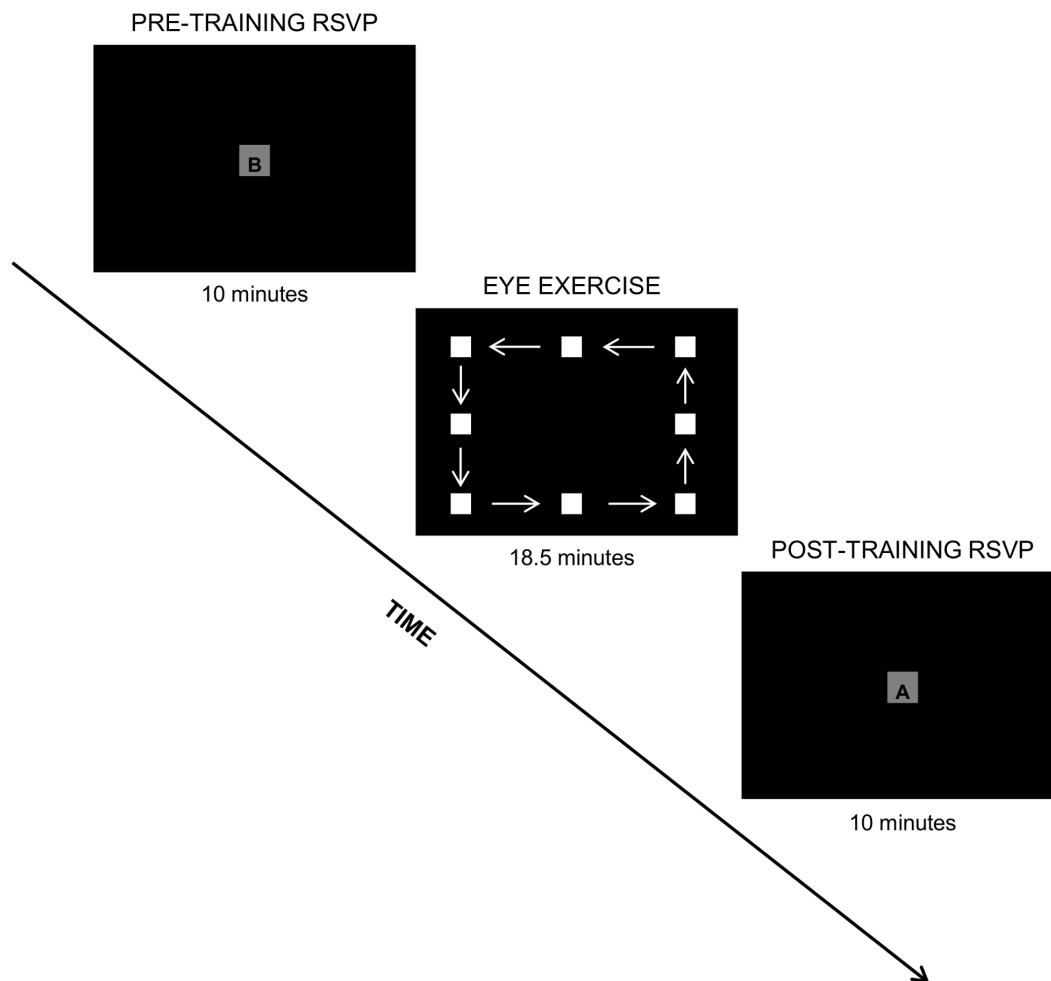 PRE-TRAINING RSVP
B
10 minutes
EYE EXERCISE
18.5 minutes
TIME
POST-TRAINING RSVP
A
10 minutes